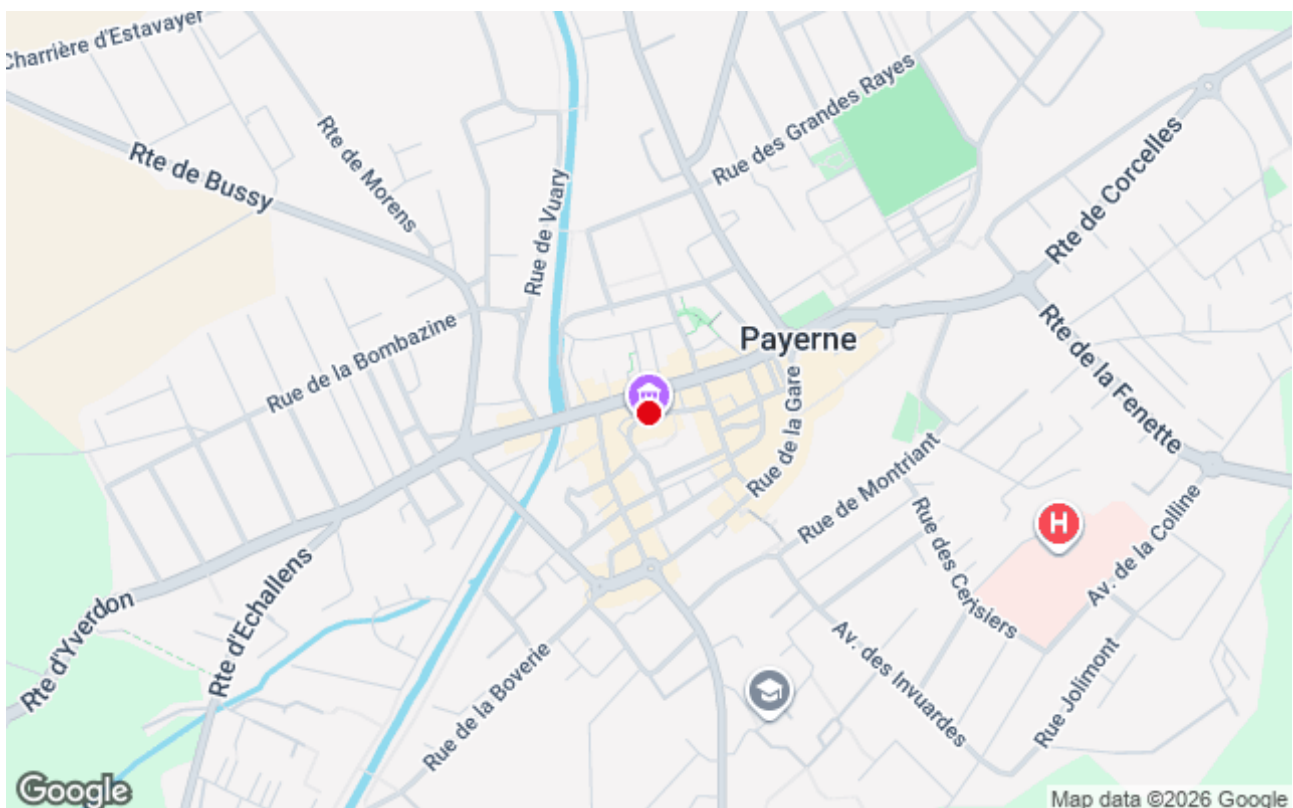 Charrière d'Estavayer
Rte de Bussy
Rte de Morens
Rue de Vuary
Rue des Grandes Rayes
Rte de Corcelles
Rue de la Bombazine
Payerne
Rte de la Fenette
Rue de la Gare
Rue de Montriant
Rue des Cerisiers
H
Av. de la Colline
Rte d'Yverdon
Rte d'Echallens
Rue de la Boverie
Av. des Invuardes
Rue Jolimont
Google
Map data ©2026 Google